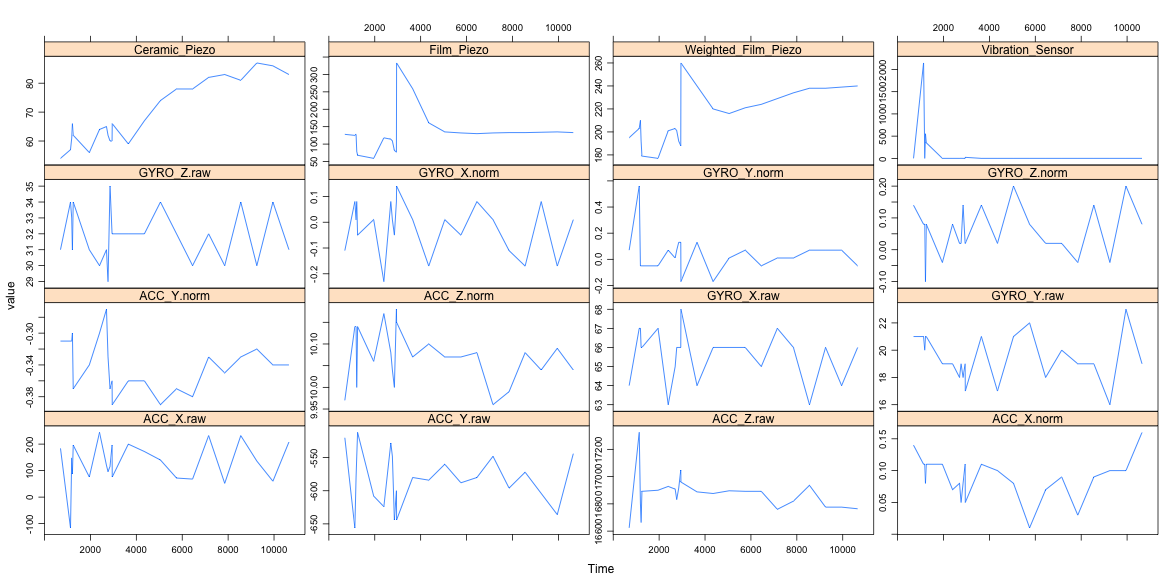 2000 4000 6000 8000 10000 2000 4000 6000 8000 10000
Ceramic_Piezo Film_Piezo Weighted_Film_Piezo Vibration_Sensor
60 70 80 50 100 150 200 250 300 350 180 200 220 240 260 0 500 1000 1500 2000
GYRO_Z.raw GYRO_X.norm GYRO_Y.norm GYRO_Z.norm
29 30 31 32 33 34 35 -0.2 -0.1 0.0 0.1 -0.2 0.0 0.2 0.4 -0.10 0.00 0.10 0.20
value
ACC_Y.norm ACC_Z.norm GYRO_X.raw GYRO_Y.raw
-0.38 -0.34 -0.30 9.95 10.00 10.10 63 64 65 66 67 68 16 18 20 22
ACC_X.raw ACC_Y.raw ACC_Z.raw ACC_X.norm
-100 0 100 200 -650 -600 -550 16600 16800 17000 17200 0.05 0.10 0.15
2000 4000 6000 8000 10000 2000 4000 6000 8000 10000
Time